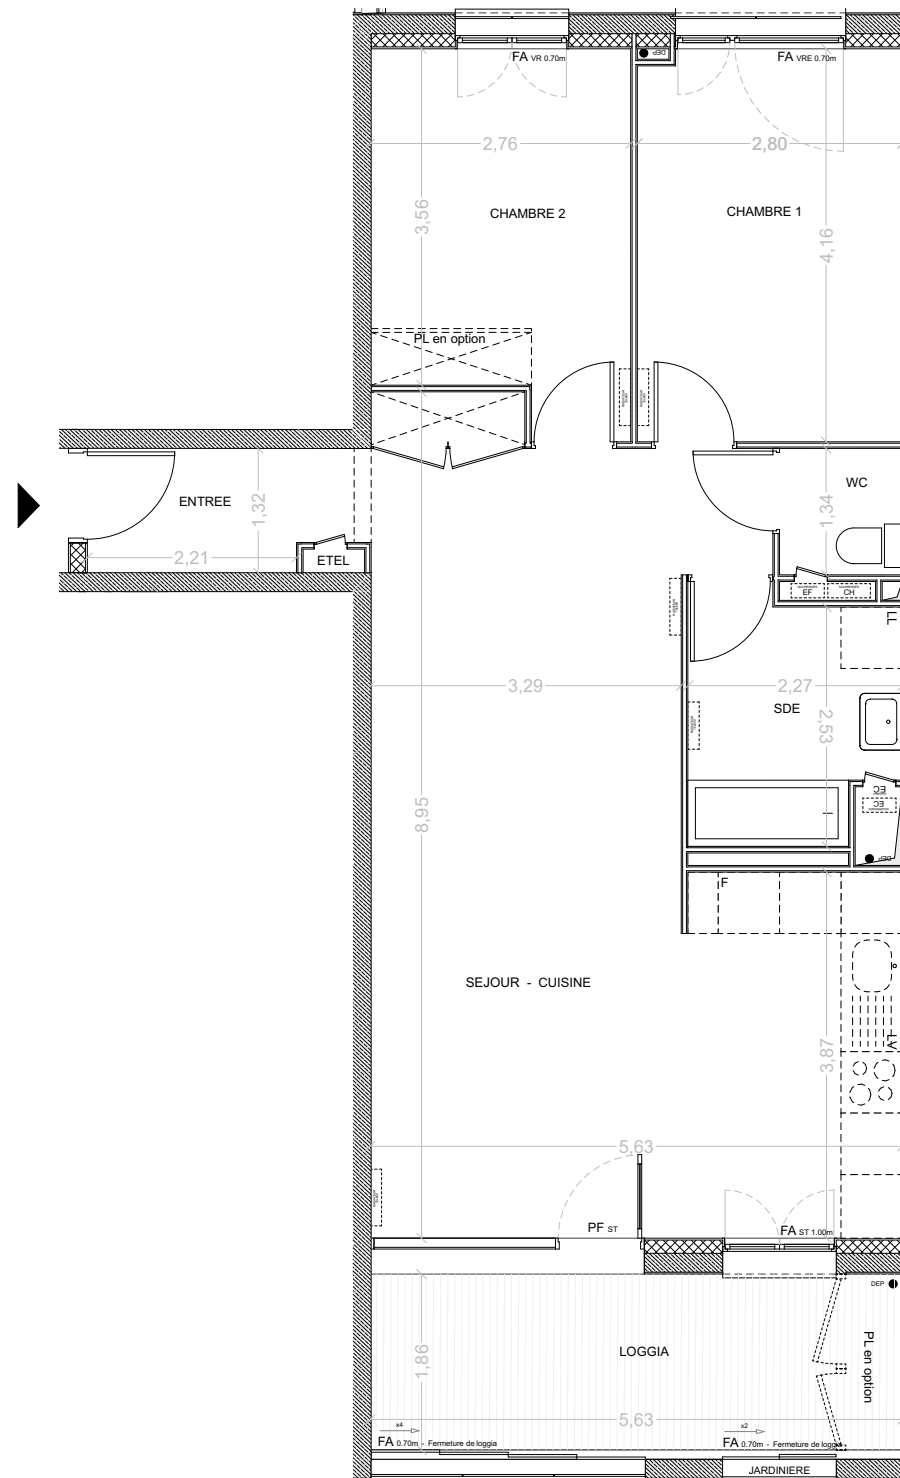 FA VR 0.70m
DEP
FA VRE 0.70m
2,76
2,80
3,56
CHAMBRE 2
CHAMBRE 1
4,16
PL en option
ENTREE
1,32
WC
1,34
2,21
ETEL
EF
CH
LL
3,29
2,27
SDE
2,53
8,95
EC
EC
DEP
F
SEJOUR - CUISINE
LV
3,87
5,63
PF ST
FA ST 1.00m
DEP
LOGGIA
1,86
PL en option
5,63
x4
x2
FA 0.70m - Fermeture de loggia
FA 0.70m - Fermeture de loggia
JARDINIERE